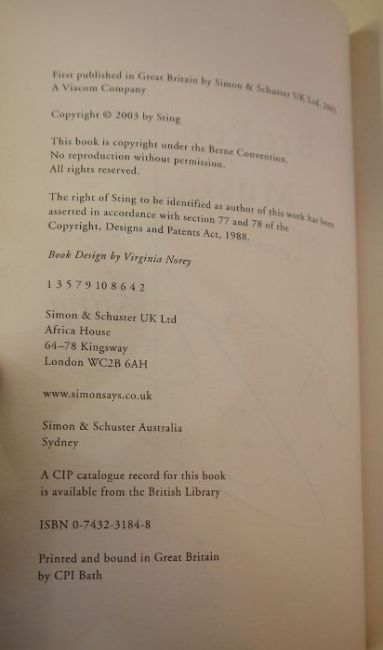 First published in Great Britain by Simon & Schuster UK Ltd, 2003
A Viacom Company
Copyright © 2003 by Sting
This book is copyright under the Berne Convention.
No reproduction without permission.
All rights reserved.
The right of Sting to be identified as author of this work has been
asserted in accordance with section 77 and 78 of the
Copyright, Designs and Patents Act, 1988.
Book Design by Virginia Norey
1 3 5 7 9 10 8 6 4 2
Simon & Schuster UK Ltd
Africa House
64–78 Kingsway
London WC2B 6AH
www.simonsays.co.uk
Simon & Schuster Australia
Sydney
A CIP catalogue record for this book
is available from the British Library
ISBN 0-7432-3184-8
Printed and bound in Great Britain
by CPI Bath